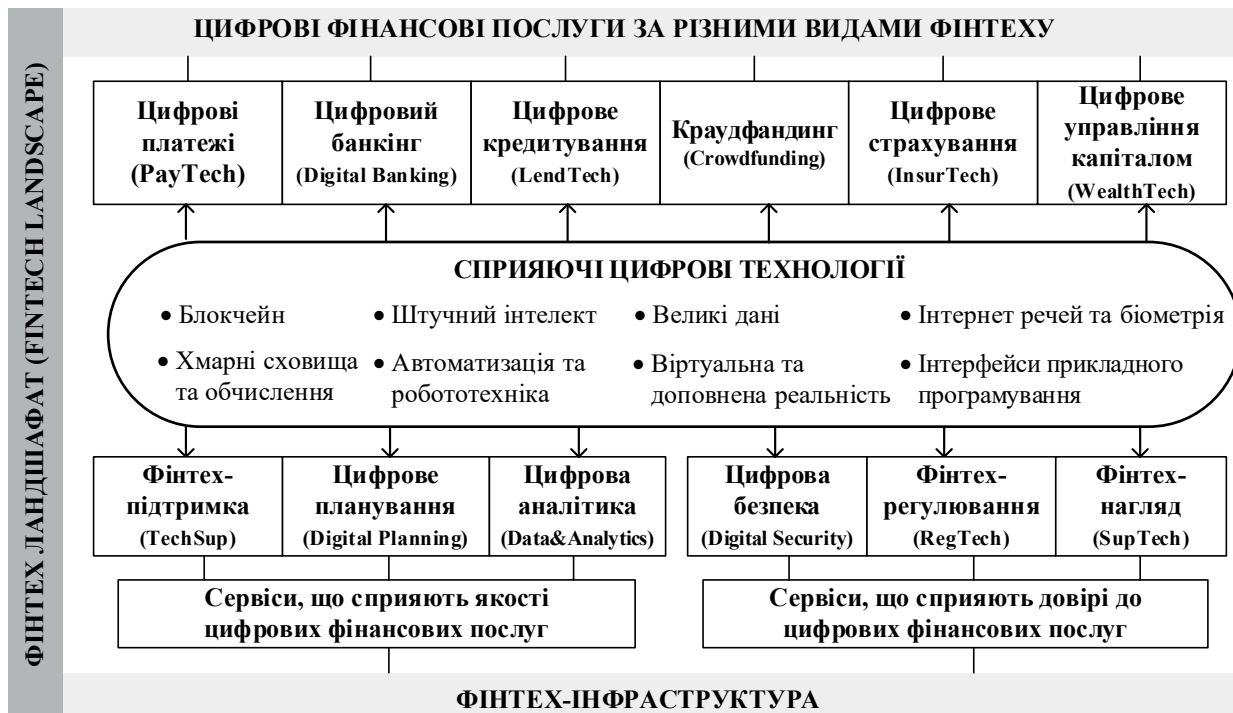 ФІНТЕХ ЛАНДШАФАТ (FINTECH LANDSCAPE)
ЦИФРОВІ ФІНАНСОВІ ПОСЛУГИ ЗА РІЗНИМИ ВИДАМИ ФІНТЕХУ
Цифрові
платежі
(PayTech)
Цифровий
банкінг
(Digital Banking)
Цифрове
кредитування
(LendTech)
Краудфандинг
(Crowdfunding)
Цифрове
страхування
(InsurTech)
Цифрове
управління
капіталом
(WealthTech)
СПРИЯЮЧІ ЦИФРОВІ ТЕХНОЛОГІЇ
• Блокчейн
• Штучний інтелект
• Великі дані
• Інтернет речей та біометрія
• Хмарні сховища
та обчислення
• Автоматизація та
робототехніка
• Віртуальна та
доповнена реальність
• Інтерфейси прикладного
програмування
Фінтех-
підтримка
(TechSup)
Цифрове
планування
(Digital Planning)
Цифрова
аналітика
(Data&Analytics)
Цифрова
безпека
(Digital Security)
Фінтех-
регулювання
(RegTech)
Фінтех-
нагляд
(SupTech)
Сервіси, що сприяють якості
цифрових фінансових послуг
Сервіси, що сприяють довірі до
цифрових фінансових послуг
ФІНТЕХ-ІНФРАСТРУКТУРА